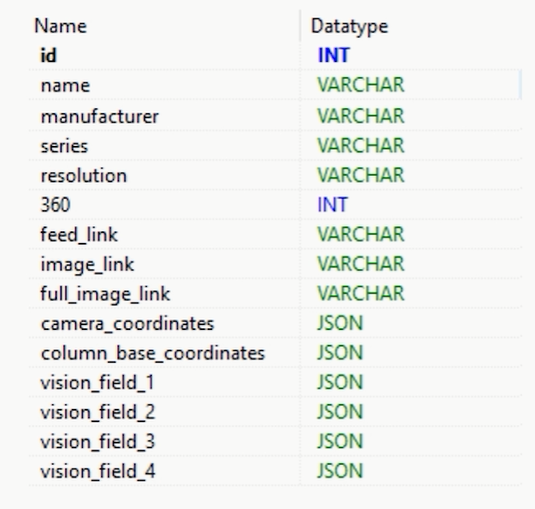 Name Datatype
id INT
name VARCHAR
manufacturer VARCHAR
series VARCHAR
resolution VARCHAR
360 INT
feed_link VARCHAR
image_link VARCHAR
full_image_link VARCHAR
camera_coordinates JSON
column_base_coordinates JSON
vision_field_1 JSON
vision_field_2 JSON
vision_field_3 JSON
vision_field_4 JSON